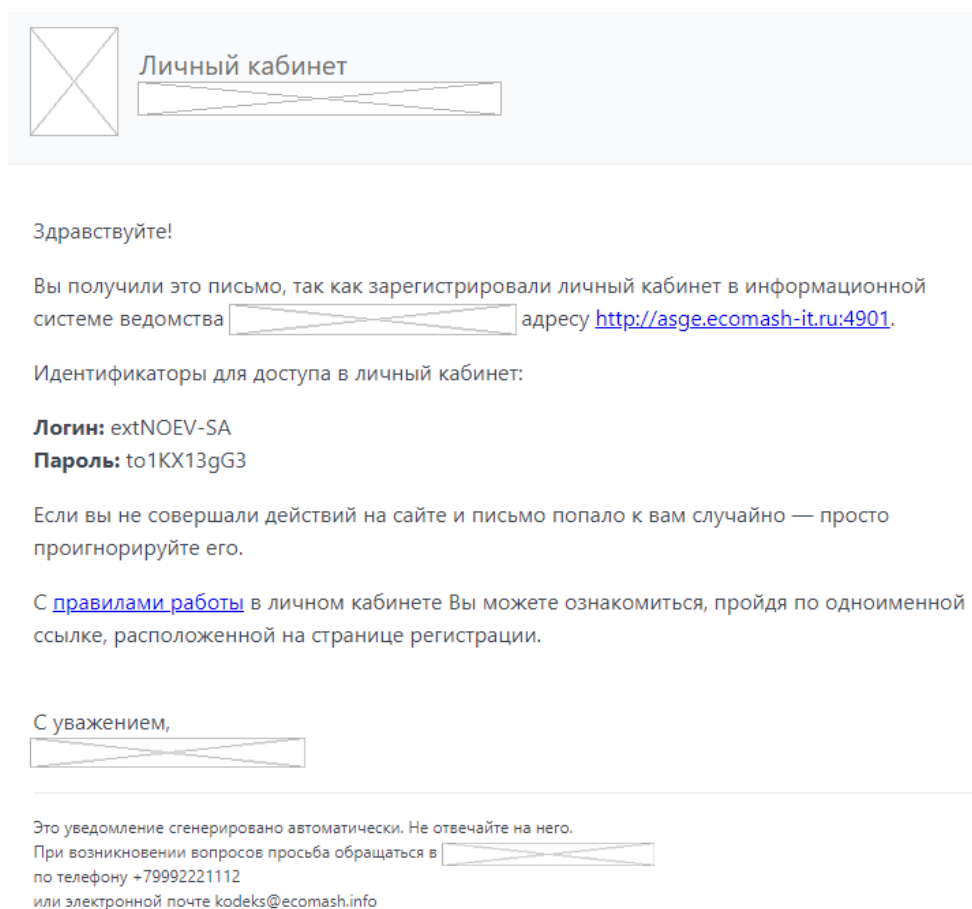 Личный кабинет
Здравствуйте!
Вы получили это письмо, так как зарегистрировали личный кабинет в информационной
системе ведомства адресу http://asge.ecomash-it.ru:4901.
Идентификаторы для доступа в личный кабинет:
Логин: extNOEV-SA
Пароль: to1KX13gG3
Если вы не совершали действий на сайте и письмо попало к вам случайно — просто
проигнорируйте его.
С правилами работы в личном кабинете Вы можете ознакомиться, пройдя по одноименной
ссылке, расположенной на странице регистрации.
С уважением,
Это уведомление сгенерировано автоматически. Не отвечайте на него.
При возникновении вопросов просьба обращаться в
по телефону +79992221112
или электронной почте kodeks@ecomash.info